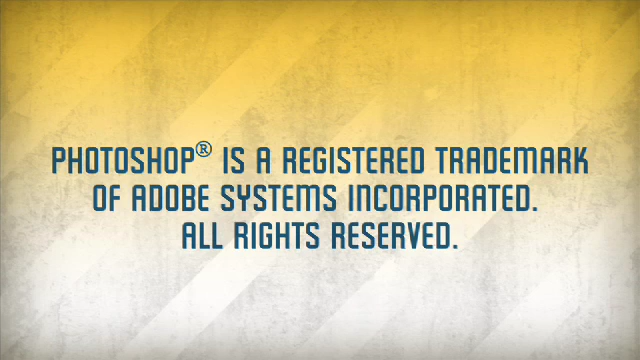 PHOTOSHOP® IS A REGISTERED TRADEMARK
OF ADOBE SYSTEMS INCORPORATED.
ALL RIGHTS RESERVED.